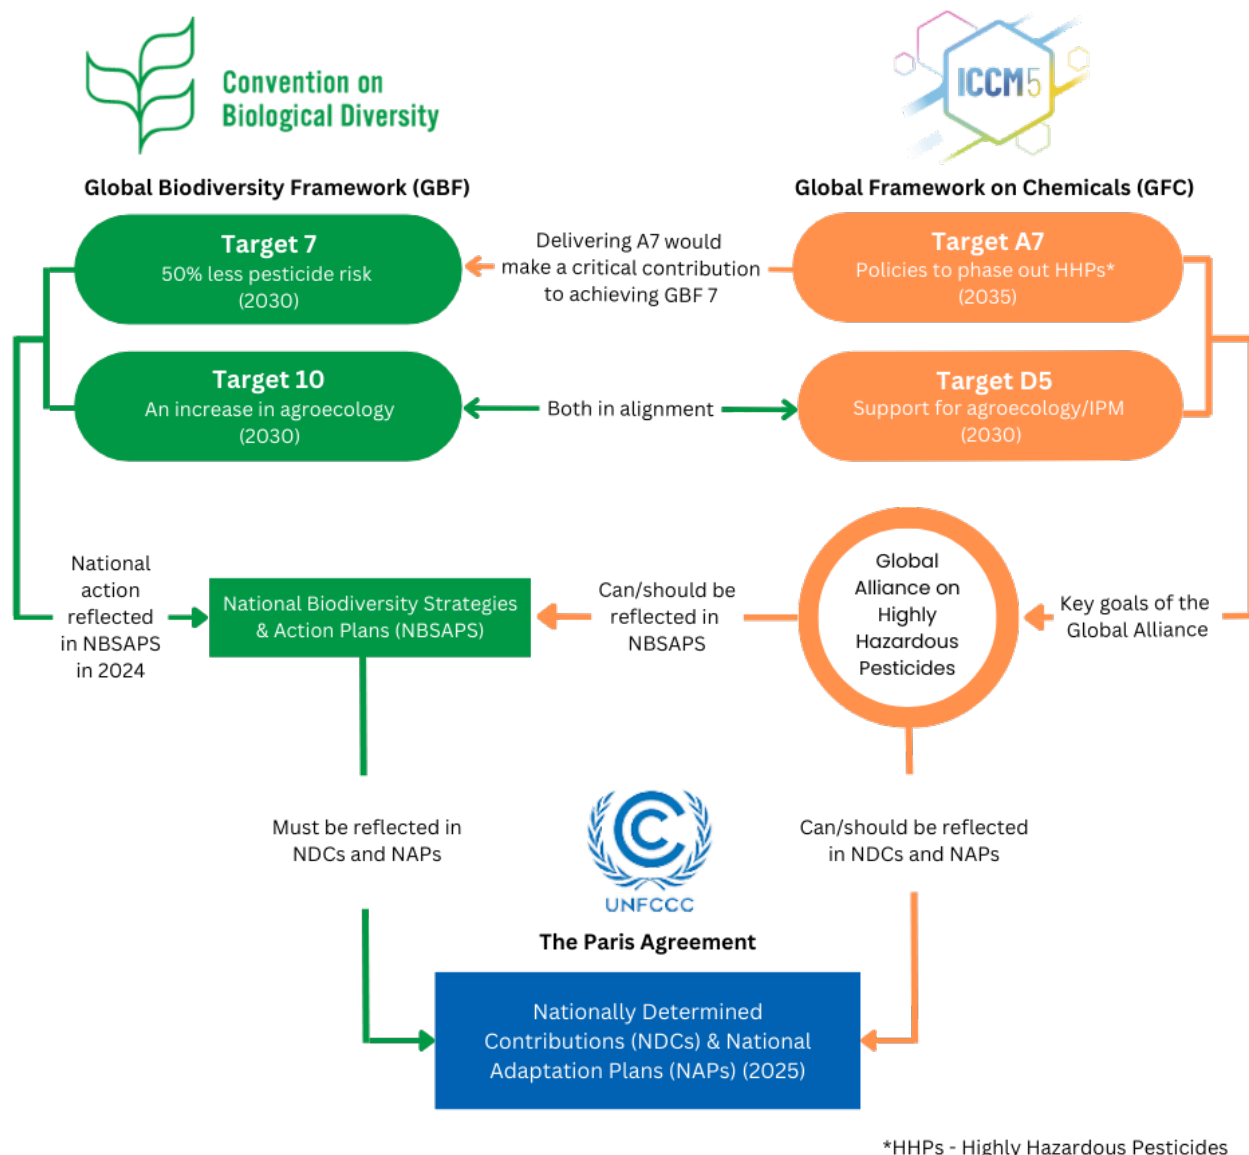 Convention on
Biological Diversity
ICCM5
Global Biodiversity Framework (GBF)
Global Framework on Chemicals (GFC)
Target 7
50% less pesticide risk
(2030)
Delivering A7 would
make a critical contribution
to achieving GBF 7
Target A7
Policies to phase out HHPs*
(2035)
Target 10
An increase in agroecology
(2030)
Both in alignment
Target D5
Support for agroecology/IPM
(2030)
National
action
reflected
in NBSAPS
in 2024
National Biodiversity Strategies
& Action Plans (NBSAPS)
Can/should be
reflected in
NBSAPS
Global
Alliance on
Highly
Hazardous
Pesticides
Key goals of the
Global Alliance
Must be reflected in
NDCs and NAPs
UNFCCC
Can/should be reflected
in NDCs and NAPs
The Paris Agreement
Nationally Determined
Contributions (NDCs) & National
Adaptation Plans (NAPs) (2025)
*HHPs - Highly Hazardous Pesticides